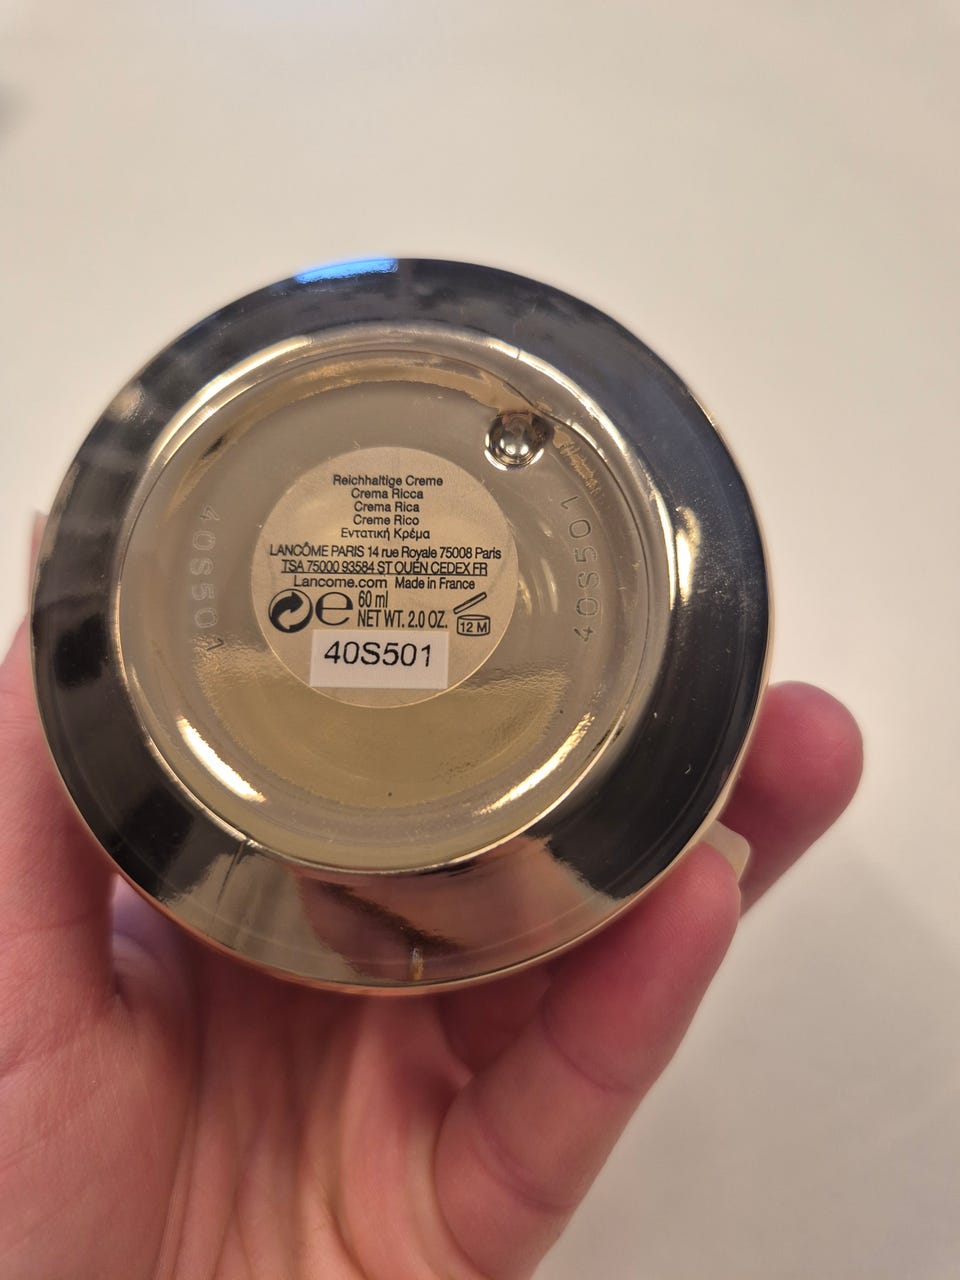 Reichhaltige Creme
Crema Ricca
Crema Rica
Creme Rico
Εντατική Κρέμα
LANCÔME PARIS 14 rue Royale 75008 Paris
TSA 75000 93584 ST OUEN CEDEX FR
Lancome.com Made in France
e 60 ml
NET WT. 2.0 OZ. 12 M
40S501
40S501
40S501